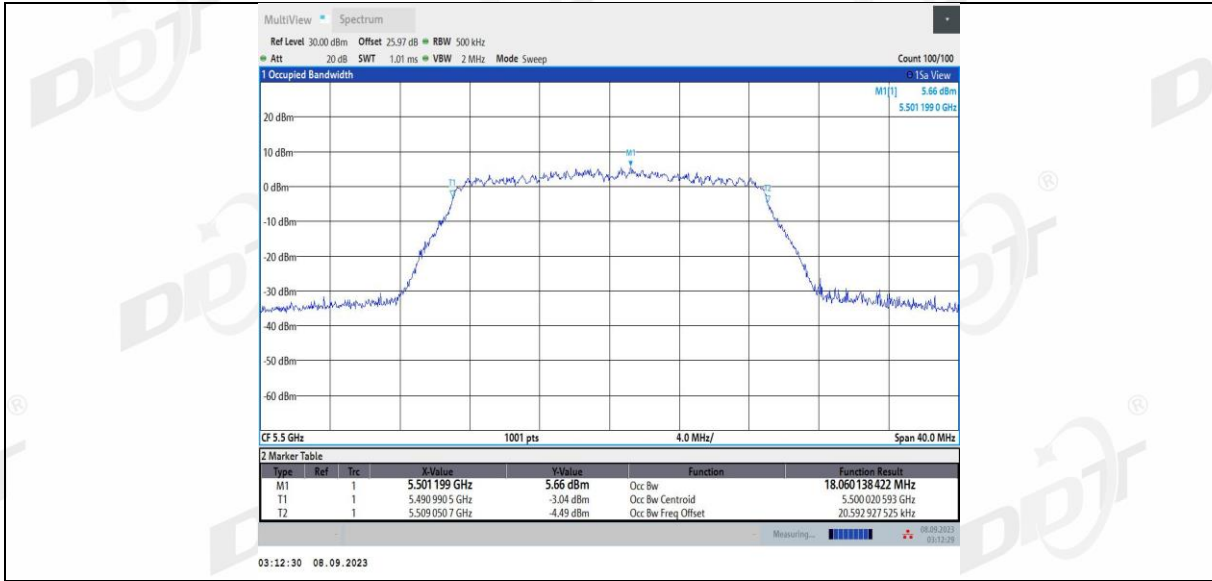 MultiView Spectrum
Ref Level 30.00 dBm Offset 25.97 dB RBW 500 kHz
Att 20 dB SWT 1.01 ms VBW 2 MHz Mode Sweep Count 100/100
1 Occupied Bandwidth 1Sa View
M1[1] 5.66 dBm
5.501 199 0 GHz
20 dBm
10 dBm
M1
T1
T2
0 dBm
-10 dBm
-20 dBm
-30 dBm
-40 dBm
-50 dBm
-60 dBm
CF 5.5 GHz 1001 pts 4.0 MHz/ Span 40.0 MHz
2 Marker Table
Type Ref Trc X-Value Y-Value Function Function Result
M1 1 5.501 199 GHz 5.66 dBm Occ Bw 18.060 138 422 MHz
T1 1 5.490 990 5 GHz -3.04 dBm Occ Bw Centroid 5.500 020 593 GHz
T2 1 5.509 050 7 GHz -4.49 dBm Occ Bw Freq Offset 20.592 927 525 kHz
Measuring... 08.09.2023
03:12:29
03:12:30 08.09.2023
DDT
®